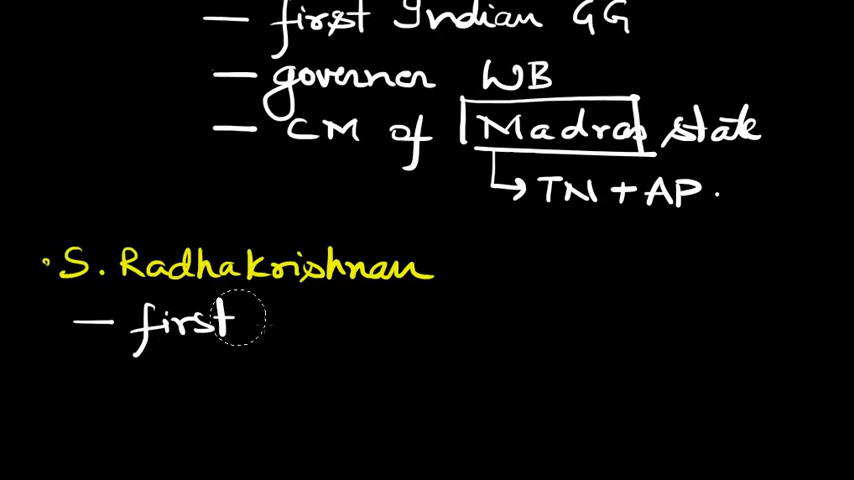 — first Indian GG
— governer WB
— CM of Madras state
↳ TN + AP.
• S. Radhakrishnan
— first